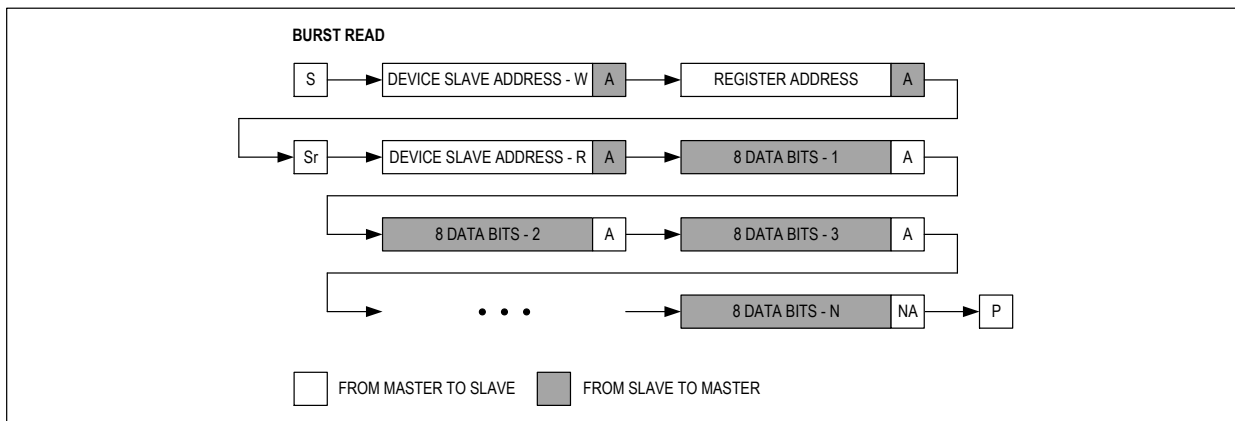 BURST READ
S DEVICE SLAVE ADDRESS - W A REGISTER ADDRESS A
Sr DEVICE SLAVE ADDRESS - R A 8 DATA BITS - 1 A
8 DATA BITS - 2 A 8 DATA BITS - 3 A
• • • 8 DATA BITS - N NA P
FROM MASTER TO SLAVE FROM SLAVE TO MASTER